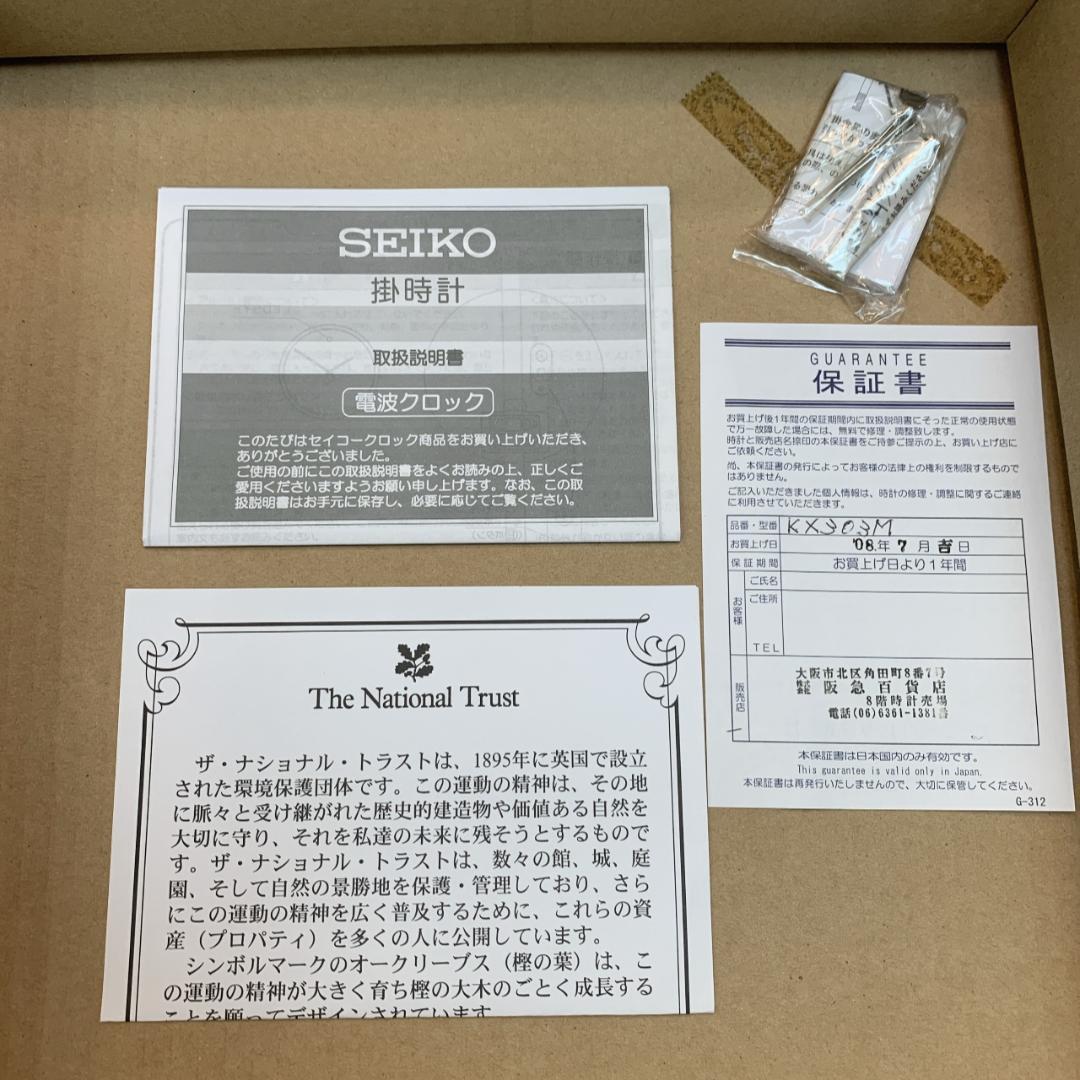 SEIKO
掛時計
取扱説明書
電波クロック
このたびはセイコークロック商品をお買い上げいただき、
ありがとうございました。
ご使用の前にこの取扱説明書をよくお読みの上、正しくご
愛用くださいますようお願い申し上げます。なお、この取
扱説明書はお手元に保存し、必要に応じてご覧ください。
GUARANTEE
保証書
お買上げ後1年間の保証期間内に取扱説明書にそった正常の使用状態
で万一故障した場合には、無料で修理・調整致します。
時計と販売店名捺印の本保証書をご持参ご提示の上、お買い上げ店に
ご依頼ください。
尚、本保証書の発行によってお客様の法律上の権利を制限するもので
はありません。
ご記入いただきました個人情報は、時計の修理・調整に関するご連絡
に利用させていただきます。
品番・型番 KX303M
お買上げ日 '08.年 7 月 吉 日
保証期間 お買上げ日より1年間
お客様
ご氏名
ご住所
TEL
販売店
大阪市北区角田町8番7号
株式会社 阪急百貨店
8階時計売場
電話(06)6361-1381番
本保証書は日本国内のみ有効です。
This guarantee is valid only in Japan.
本保証書は再発行いたしませんので、大切に保管してください。
G-312
The National Trust
ザ・ナショナル・トラストは、1895年に英国で設立
された環境保護団体です。この運動の精神は、その地
に脈々と受け継がれた歴史的建造物や価値ある自然を
大切に守り、それを私達の未来に残そうとするもので
す。ザ・ナショナル・トラストは、数々の館、城、庭
園、そして自然の景勝地を保護・管理しており、さら
にこの運動の精神を広く普及するために、これらの資
産（プロパティ）を多くの人に公開しています。
シンボルマークのオークリーブス（樫の葉）は、こ
の運動の精神が大きく育ち樫の大木のごとく成長する
ことを願ってデザインされています